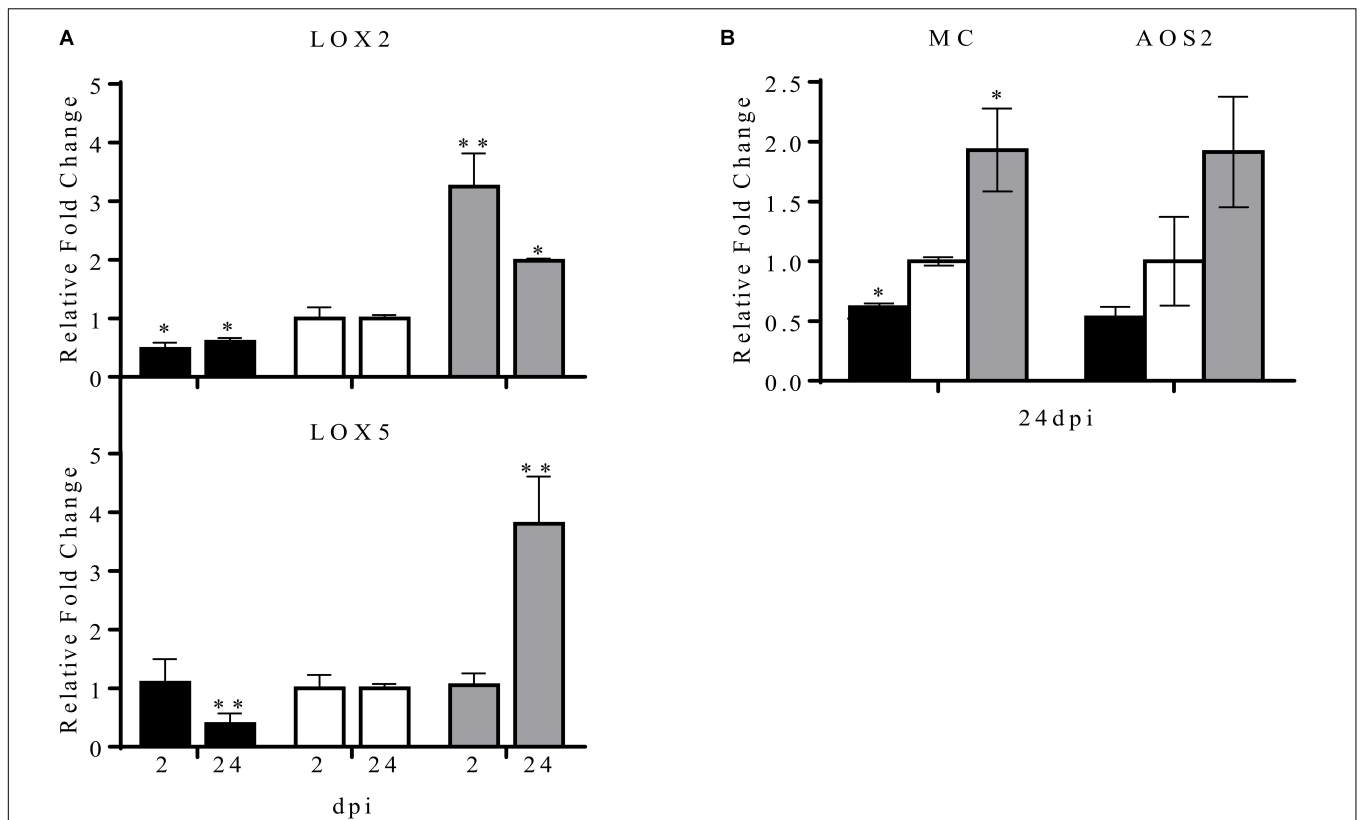 A
LOX2
Relative Fold Change
5
4
3
2
1
0
* * ** *
LOX5
Relative Fold Change
5
4
3
2
1
0
** **
2 24 2 24 2 24
dpi
B
MC AOS2
Relative Fold Change
2.5
2.0
1.5
1.0
0.5
0.0
* *
24dpi